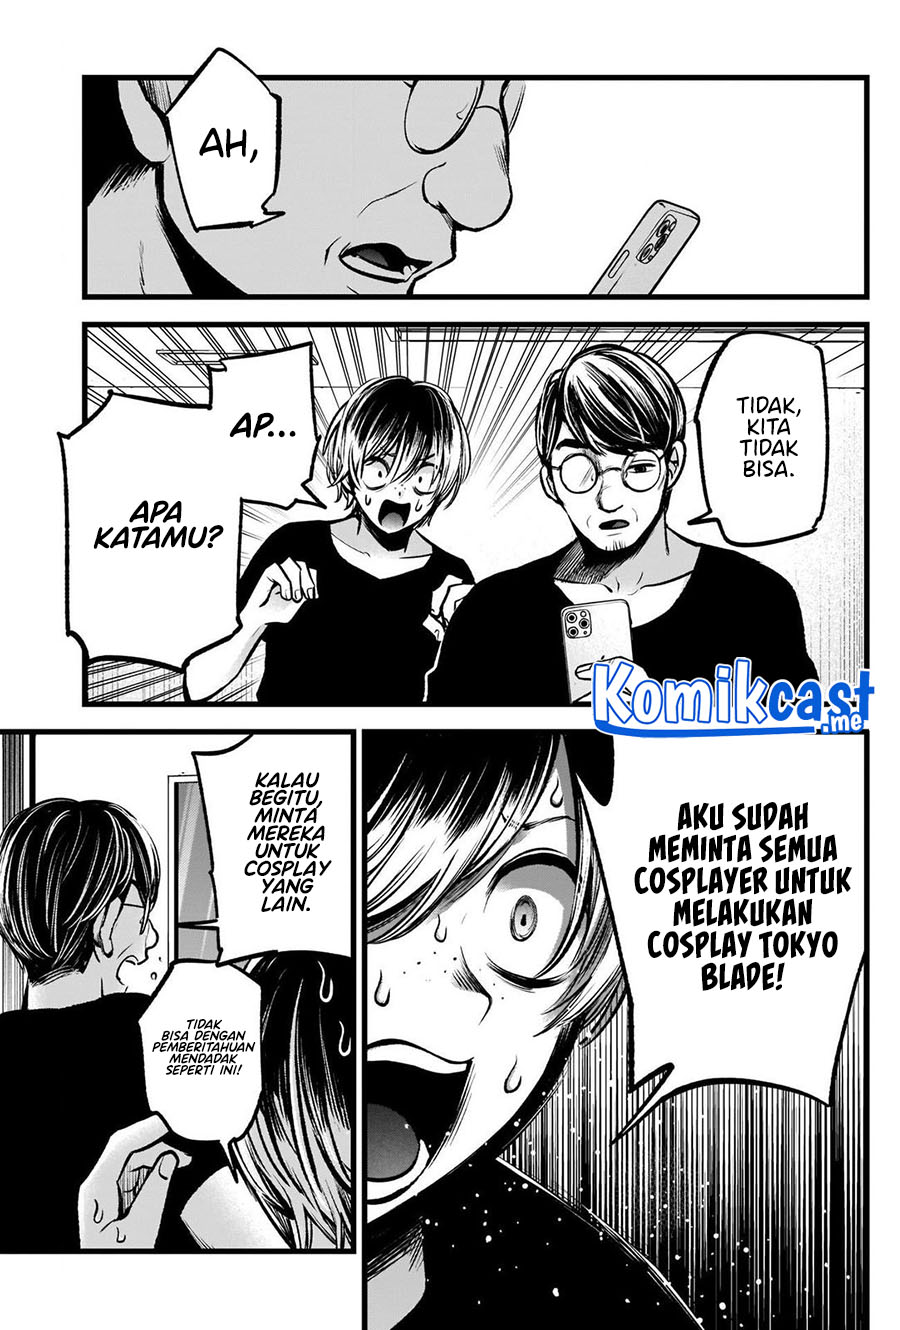 AH,
TIDAK,
KITA
TIDAK
BISA.
AP...
APA
KATAMU?
AKU SUDAH
MEMINTA SEMUA
COSPLAYER UNTUK
MELAKUKAN
COSPLAY TOKYO
BLADE!
KALAU
BEGITU,
MINTA
MEREKA
UNTUK
COSPLAY
YANG
LAIN.
TIDAK
BISA DENGAN
PEMBERITAHUAN
MENDADAK
SEPERTI INI!
Komikcast
.me